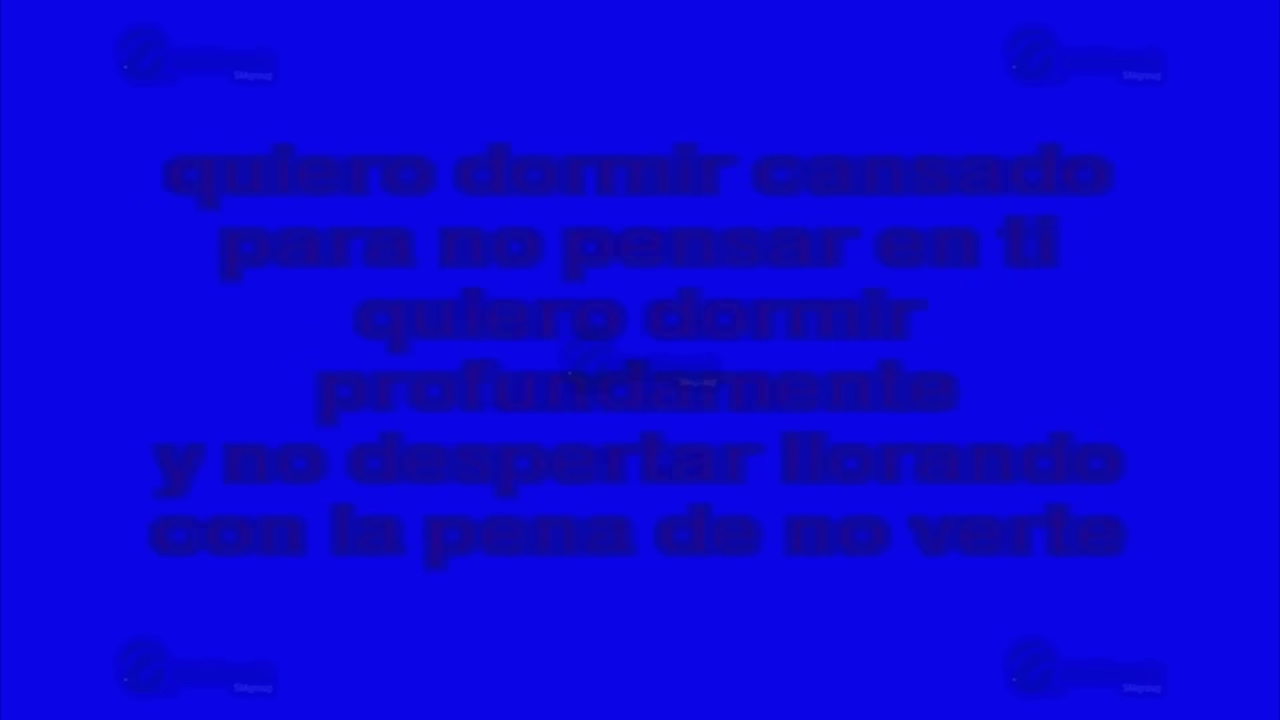 quiero dormir cansado
para no pensar en ti
quiero dormir
profundamente
y no despertar llorando
con la pena de no verte